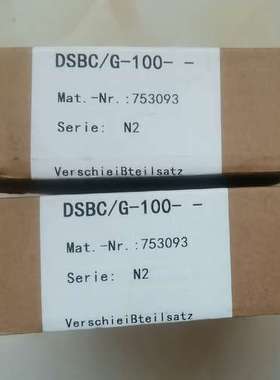 DSBC/G-100- -
Mat.-Nr.:753093
Serie: N2
VerschieiBteilsatz
DSBC/G-100- -
Mat.-Nr.:753093
Serie: N2
VerschieiBteilsatz